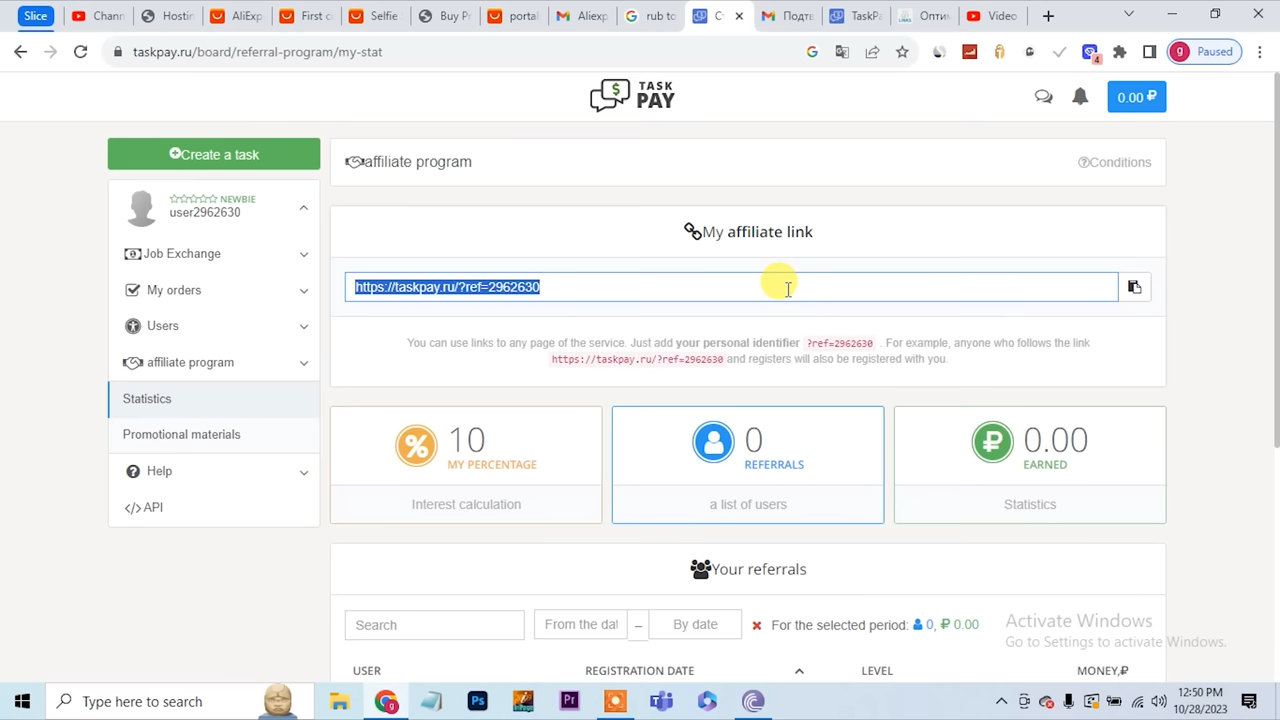 Slice
Chann
Hostin
AliExp
First c
Selfie
Buy F
portal
Aliexp
rub to
C
Подтв
TaskPa
Опти
Video
taskpay.ru/board/referral-program/my-stat
4
g Paused
TASK
PAY
0.00 ₽
Create a task
NEWBIE
user2962630
Job Exchange
My orders
Users
affiliate program
Statistics
Promotional materials
Help
</> API
affiliate program
Conditions
My affiliate link
https://taskpay.ru/?ref=2962630
You can use links to any page of the service. Just add your personal identifier ?ref=2962630 . For example, anyone who follows the link
https://taskpay.ru/?ref=2962630 and registers will also be registered with you.
10
MY PERCENTAGE
Interest calculation
0
REFERRALS
a list of users
0.00
EARNED
Statistics
Your referrals
Search
From the dat
–
By date
For the selected period: 0, ₽ 0.00
USER
REGISTRATION DATE
LEVEL
MONEY,₽
Activate Windows
Go to Settings to activate Windows.
Type here to search
12:50 PM
10/28/2023